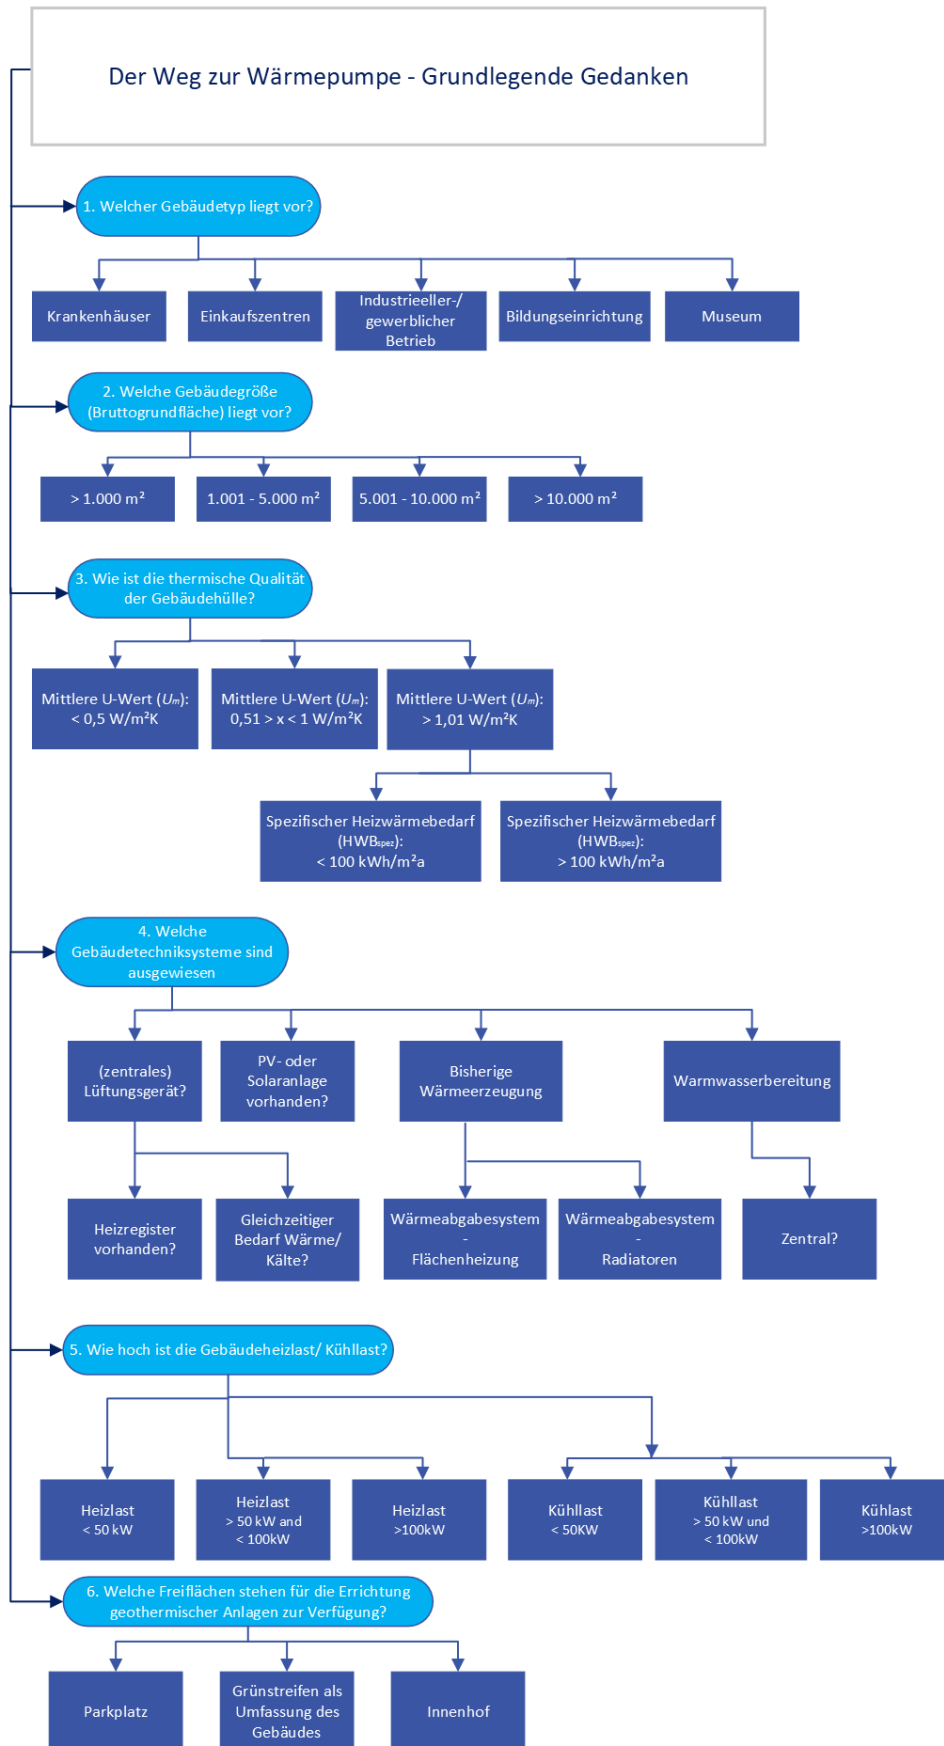 Der Weg zur Wärmepumpe - Grundlegende Gedanken
1. Welcher Gebäudetyp liegt vor?
Krankenhäuser
Einkaufszentren
Industrieeller-/
gewerblicher
Betrieb
Bildungseinrichtung
Museum
2. Welche Gebäudegröße
(Bruttogrundfläche) liegt vor?
> 1.000 m²
1.001 - 5.000 m²
5.001 - 10.000 m²
> 10.000 m²
3. Wie ist die thermische Qualität
der Gebäudehülle?
Mittlere U-Wert (Uₘ):
< 0,5 W/m²K
Mittlere U-Wert (Uₘ):
0,51 > x < 1 W/m²K
Mittlere U-Wert (Uₘ):
> 1,01 W/m²K
Spezifischer Heizwärmebedarf
(HWBspez):
< 100 kWh/m²a
Spezifischer Heizwärmebedarf
(HWBspez):
> 100 kWh/m²a
4. Welche
Gebäudetechniksysteme sind
ausgewiesen
(zentrales)
Lüftungsgerät?
PV- oder
Solaranlage
vorhanden?
Bisherige
Wärmeerzeugung
Warmwasserbereitung
Heizregister
vorhanden?
Gleichzeitiger
Bedarf Wärme/
Kälte?
Wärmeabgabesystem
-
Flächenheizung
Wärmeabgabesystem
-
Radiatoren
Zentral?
5. Wie hoch ist die Gebäudeheizlast/ Kühllast?
Heizlast
< 50 kW
Heizlast
> 50 kW and
< 100kW
Heizlast
>100kW
Kühllast
< 50KW
Kühllast
> 50 kW und
< 100kW
Kühlast
>100kW
6. Welche Freiflächen stehen für die Errichtung
geothermischer Anlagen zur Verfügung?
Parkplatz
Grünstreifen als
Umfassung des
Gebäudes
Innenhof